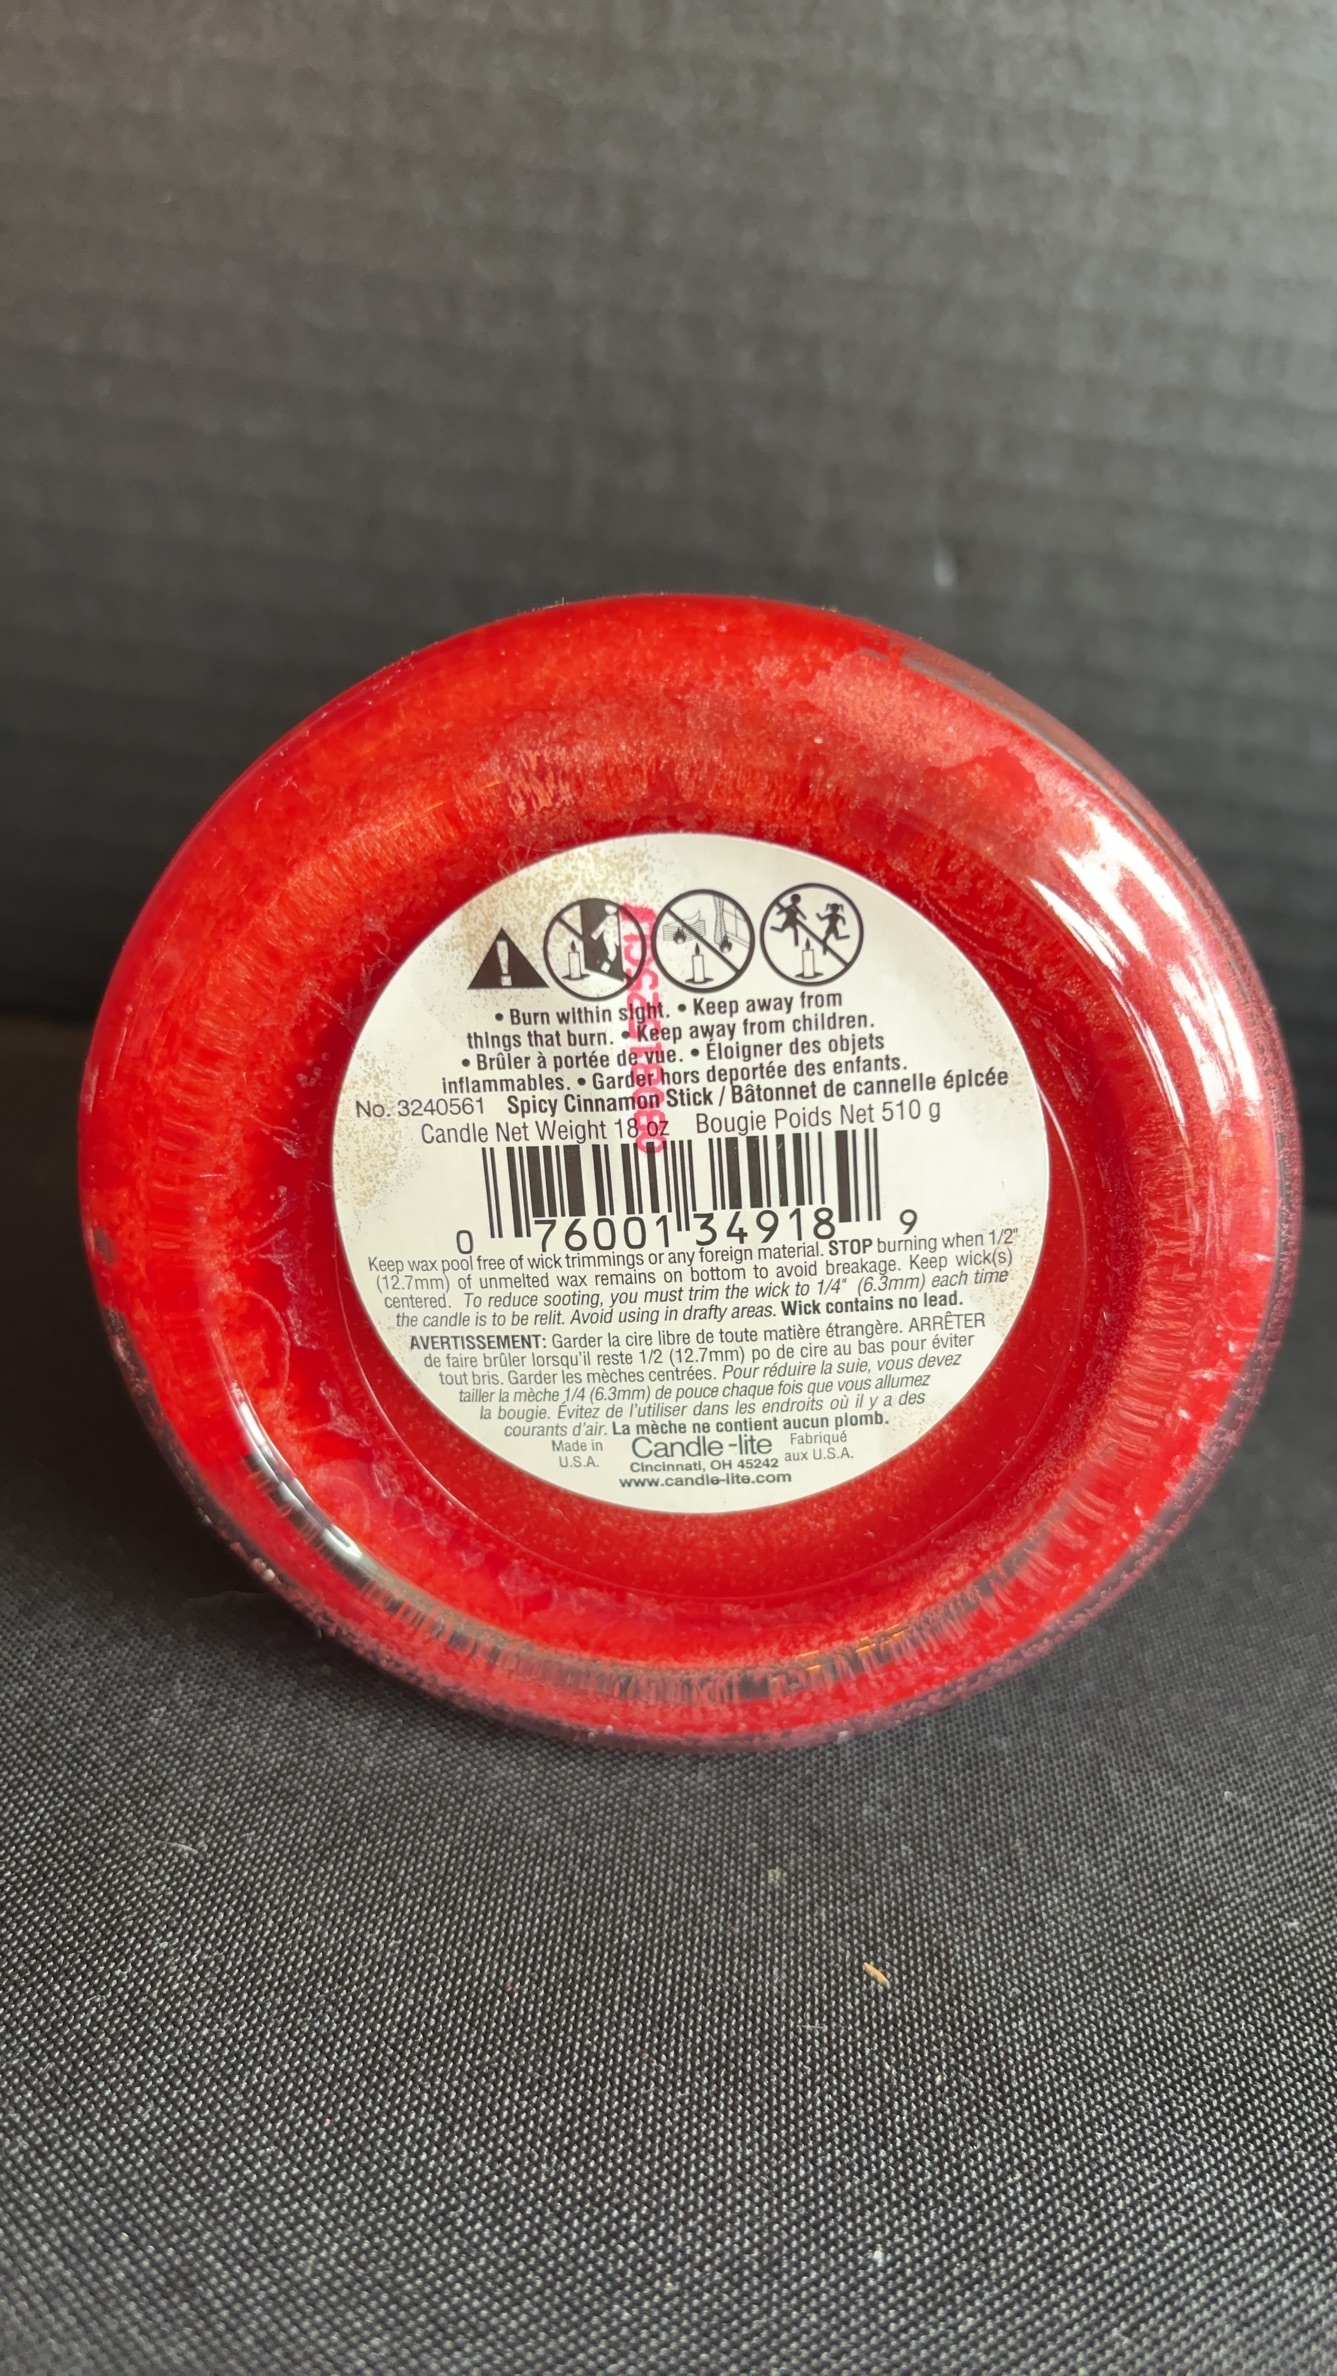 • Burn within sight. • Keep away from
things that burn. • Keep away from children.
• Brûler à portée de vue. • Éloigner des objets
inflammables. • Garder hors deportée des enfants.
No. 3240561 Spicy Cinnamon Stick / Bâtonnet de cannelle épicée
Candle Net Weight 18 oz Bougie Poids Net 510 g
0 76001 34918 9
Keep wax pool free of wick trimmings or any foreign material. STOP burning when 1/2"
(12.7mm) of unmelted wax remains on bottom to avoid breakage. Keep wick(s)
centered. To reduce sooting, you must trim the wick to 1/4" (6.3mm) each time
the candle is to be relit. Avoid using in drafty areas. Wick contains no lead.
AVERTISSEMENT: Garder la cire libre de toute matière étrangère. ARRÊTER
de faire brûler lorsqu'il reste 1/2 (12.7mm) po de cire au bas pour éviter
tout bris. Garder les mèches centrées. Pour réduire la suie, vous devez
tailler la mèche 1/4 (6.3mm) de pouce chaque fois que vous allumez
la bougie. Évitez de l'utiliser dans les endroits où il y a des
courants d'air. La mèche ne contient aucun plomb.
Made in Candle-lite Fabriqué
U.S.A. Cincinnati, OH 45242 aux U.S.A.
www.candle-lite.com